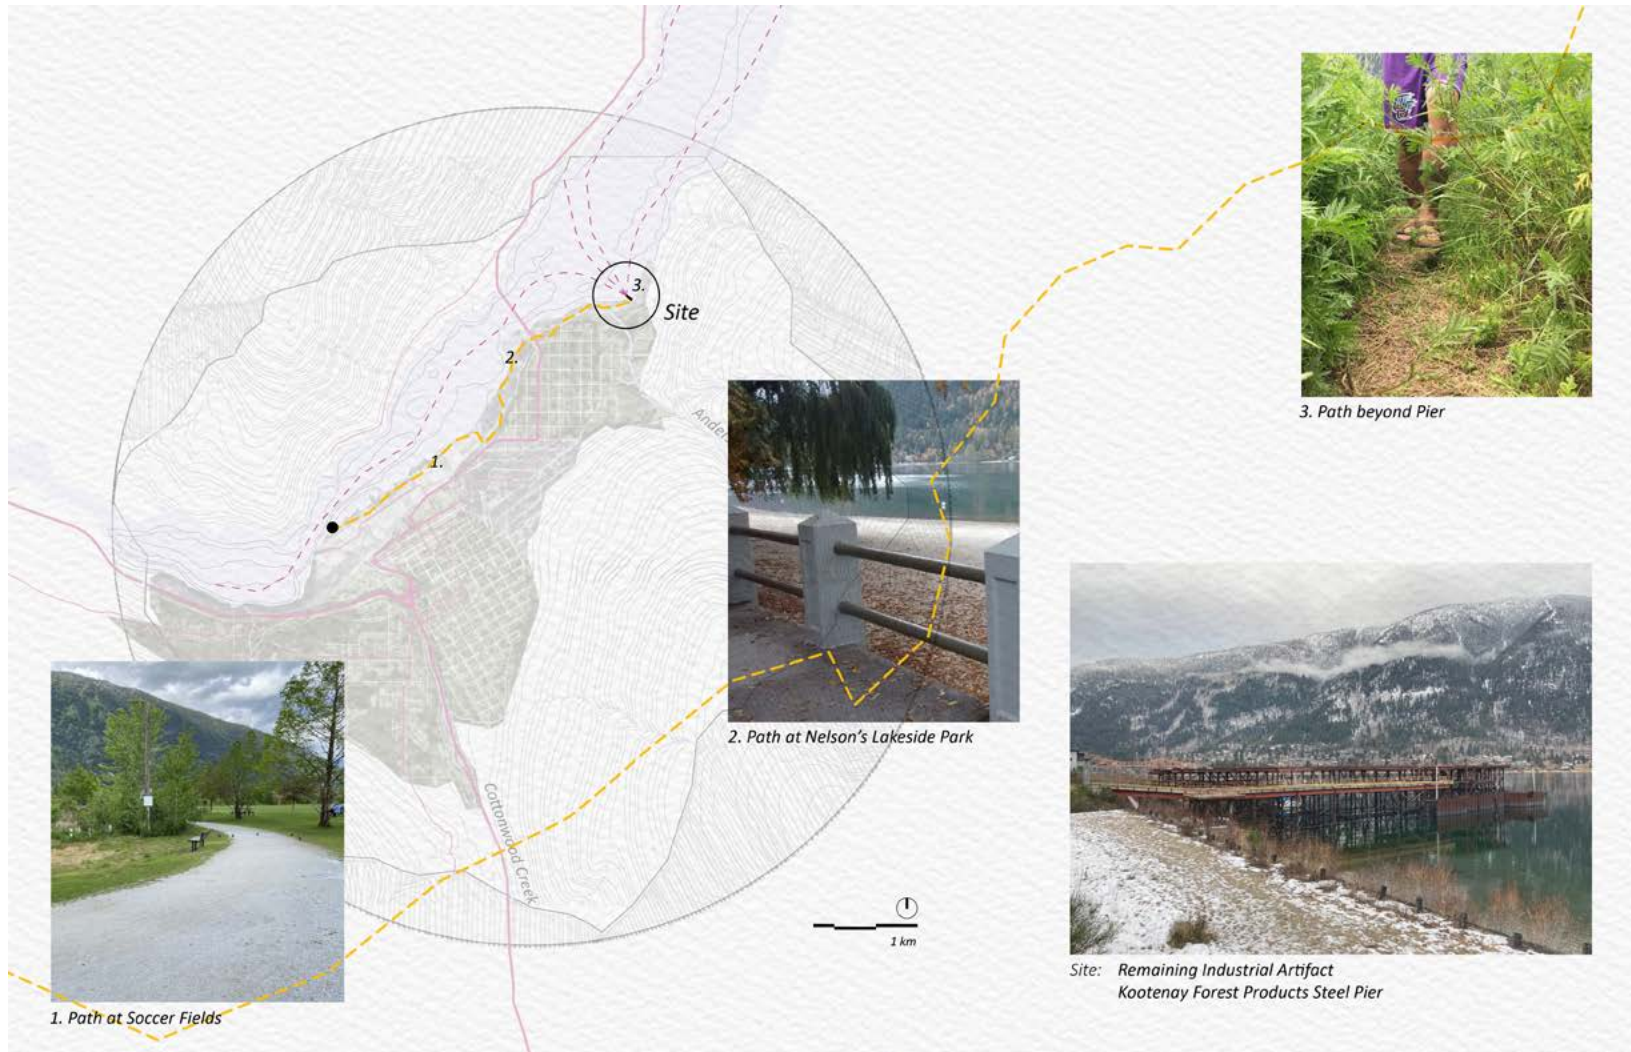 3.
Site
2.
1.
Cottonwood Creek
1 km
1. Path at Soccer Fields
2. Path at Nelson's Lakeside Park
3. Path beyond Pier
Site: Remaining Industrial Artifact
Kootenay Forest Products Steel Pier